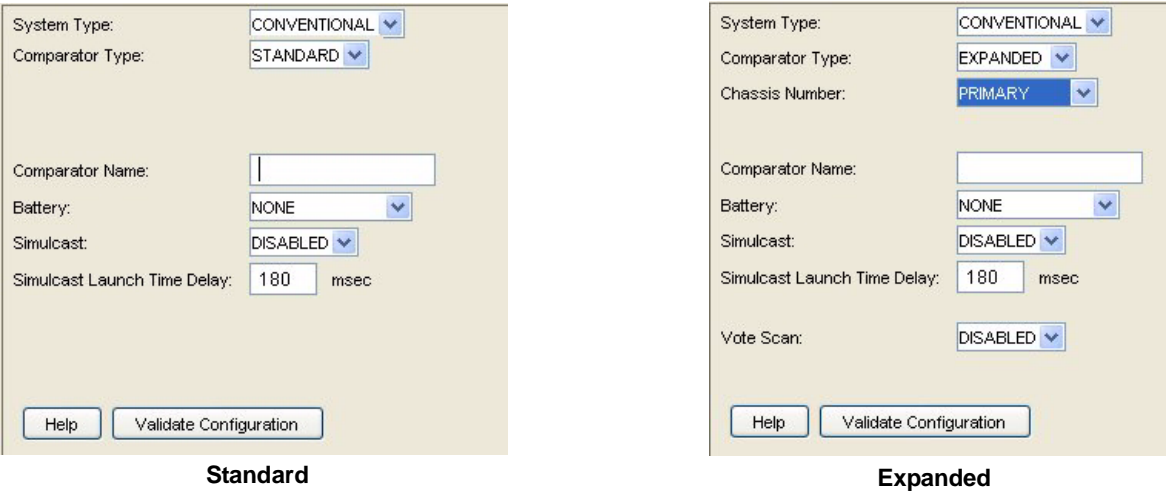 System Type: CONVENTIONAL
Comparator Type: STANDARD
Comparator Name:
Battery: NONE
Simulcast: DISABLED
Simulcast Launch Time Delay: 180 msec
Help Validate Configuration
Standard
System Type: CONVENTIONAL
Comparator Type: EXPANDED
Chassis Number: PRIMARY
Comparator Name:
Battery: NONE
Simulcast: DISABLED
Simulcast Launch Time Delay: 180 msec
Vote Scan: DISABLED
Help Validate Configuration
Expanded